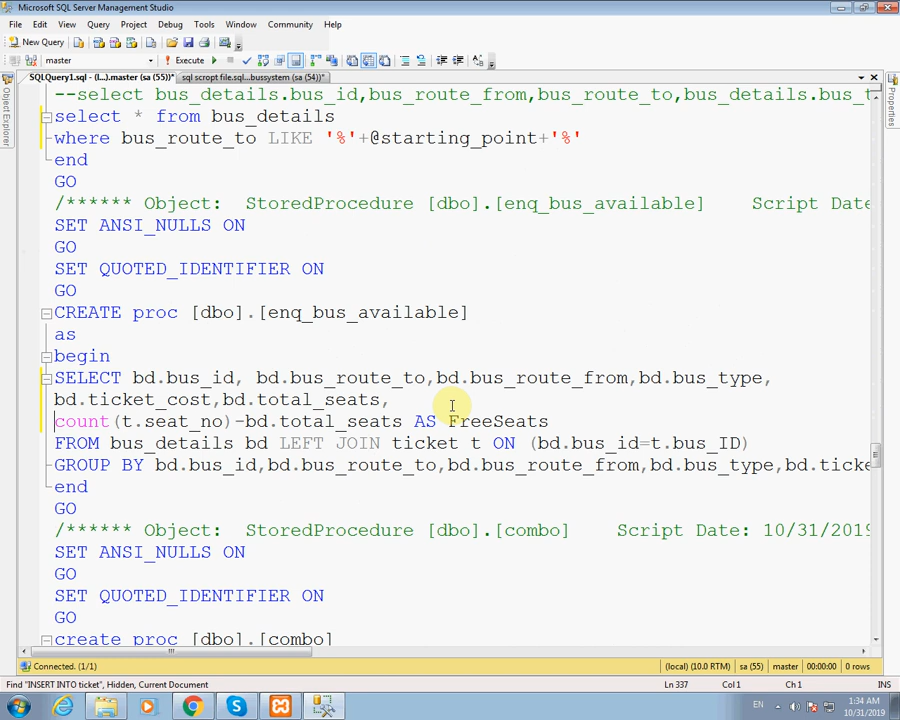 Microsoft SQL Server Management Studio
File Edit View Query Project Debug Tools Window Community Help
New Query
master Execute
SQLQuery1.sql - (l...).master (sa (55))* sql scropt file.sql...bussystem (sa (54))*
Object Explorer
Properties
--select bus_details.bus_id,bus_route_from,bus_route_to,bus_details.bus_t
select * from bus_details
where bus_route_to LIKE '%'+@starting_point+'%'
end
GO
/****** Object: StoredProcedure [dbo].[enq_bus_available] Script Date
SET ANSI_NULLS ON
GO
SET QUOTED_IDENTIFIER ON
GO
CREATE proc [dbo].[enq_bus_available]
as
begin
SELECT bd.bus_id, bd.bus_route_to,bd.bus_route_from,bd.bus_type,
bd.ticket_cost,bd.total_seats,
count(t.seat_no)-bd.total_seats AS FreeSeats
FROM bus_details bd LEFT JOIN ticket t ON (bd.bus_id=t.bus_ID)
GROUP BY bd.bus_id,bd.bus_route_to,bd.bus_route_from,bd.bus_type,bd.ticke
end
GO
/****** Object: StoredProcedure [dbo].[combo] Script Date: 10/31/2019
SET ANSI_NULLS ON
GO
SET QUOTED_IDENTIFIER ON
GO
create proc [dbo].[combo]
Connected. (1/1) (local) (10.0 RTM) sa (55) master 00:00:00 0 rows
Find "INSERT INTO ticket", Hidden, Current Document Ln 337 Col 1 Ch 1 INS
EN 1:34 AM
10/31/2019